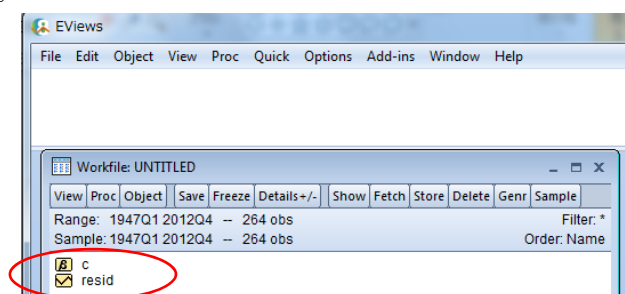 EViews
File Edit Object View Proc Quick Options Add-ins Window Help
Workfile: UNTITLED
View Proc Object Save Freeze Details+/- Show Fetch Store Delete Genr Sample
Range: 1947Q1 2012Q4 -- 264 obs Filter: *
Sample: 1947Q1 2012Q4 -- 264 obs Order: Name
β c
resid